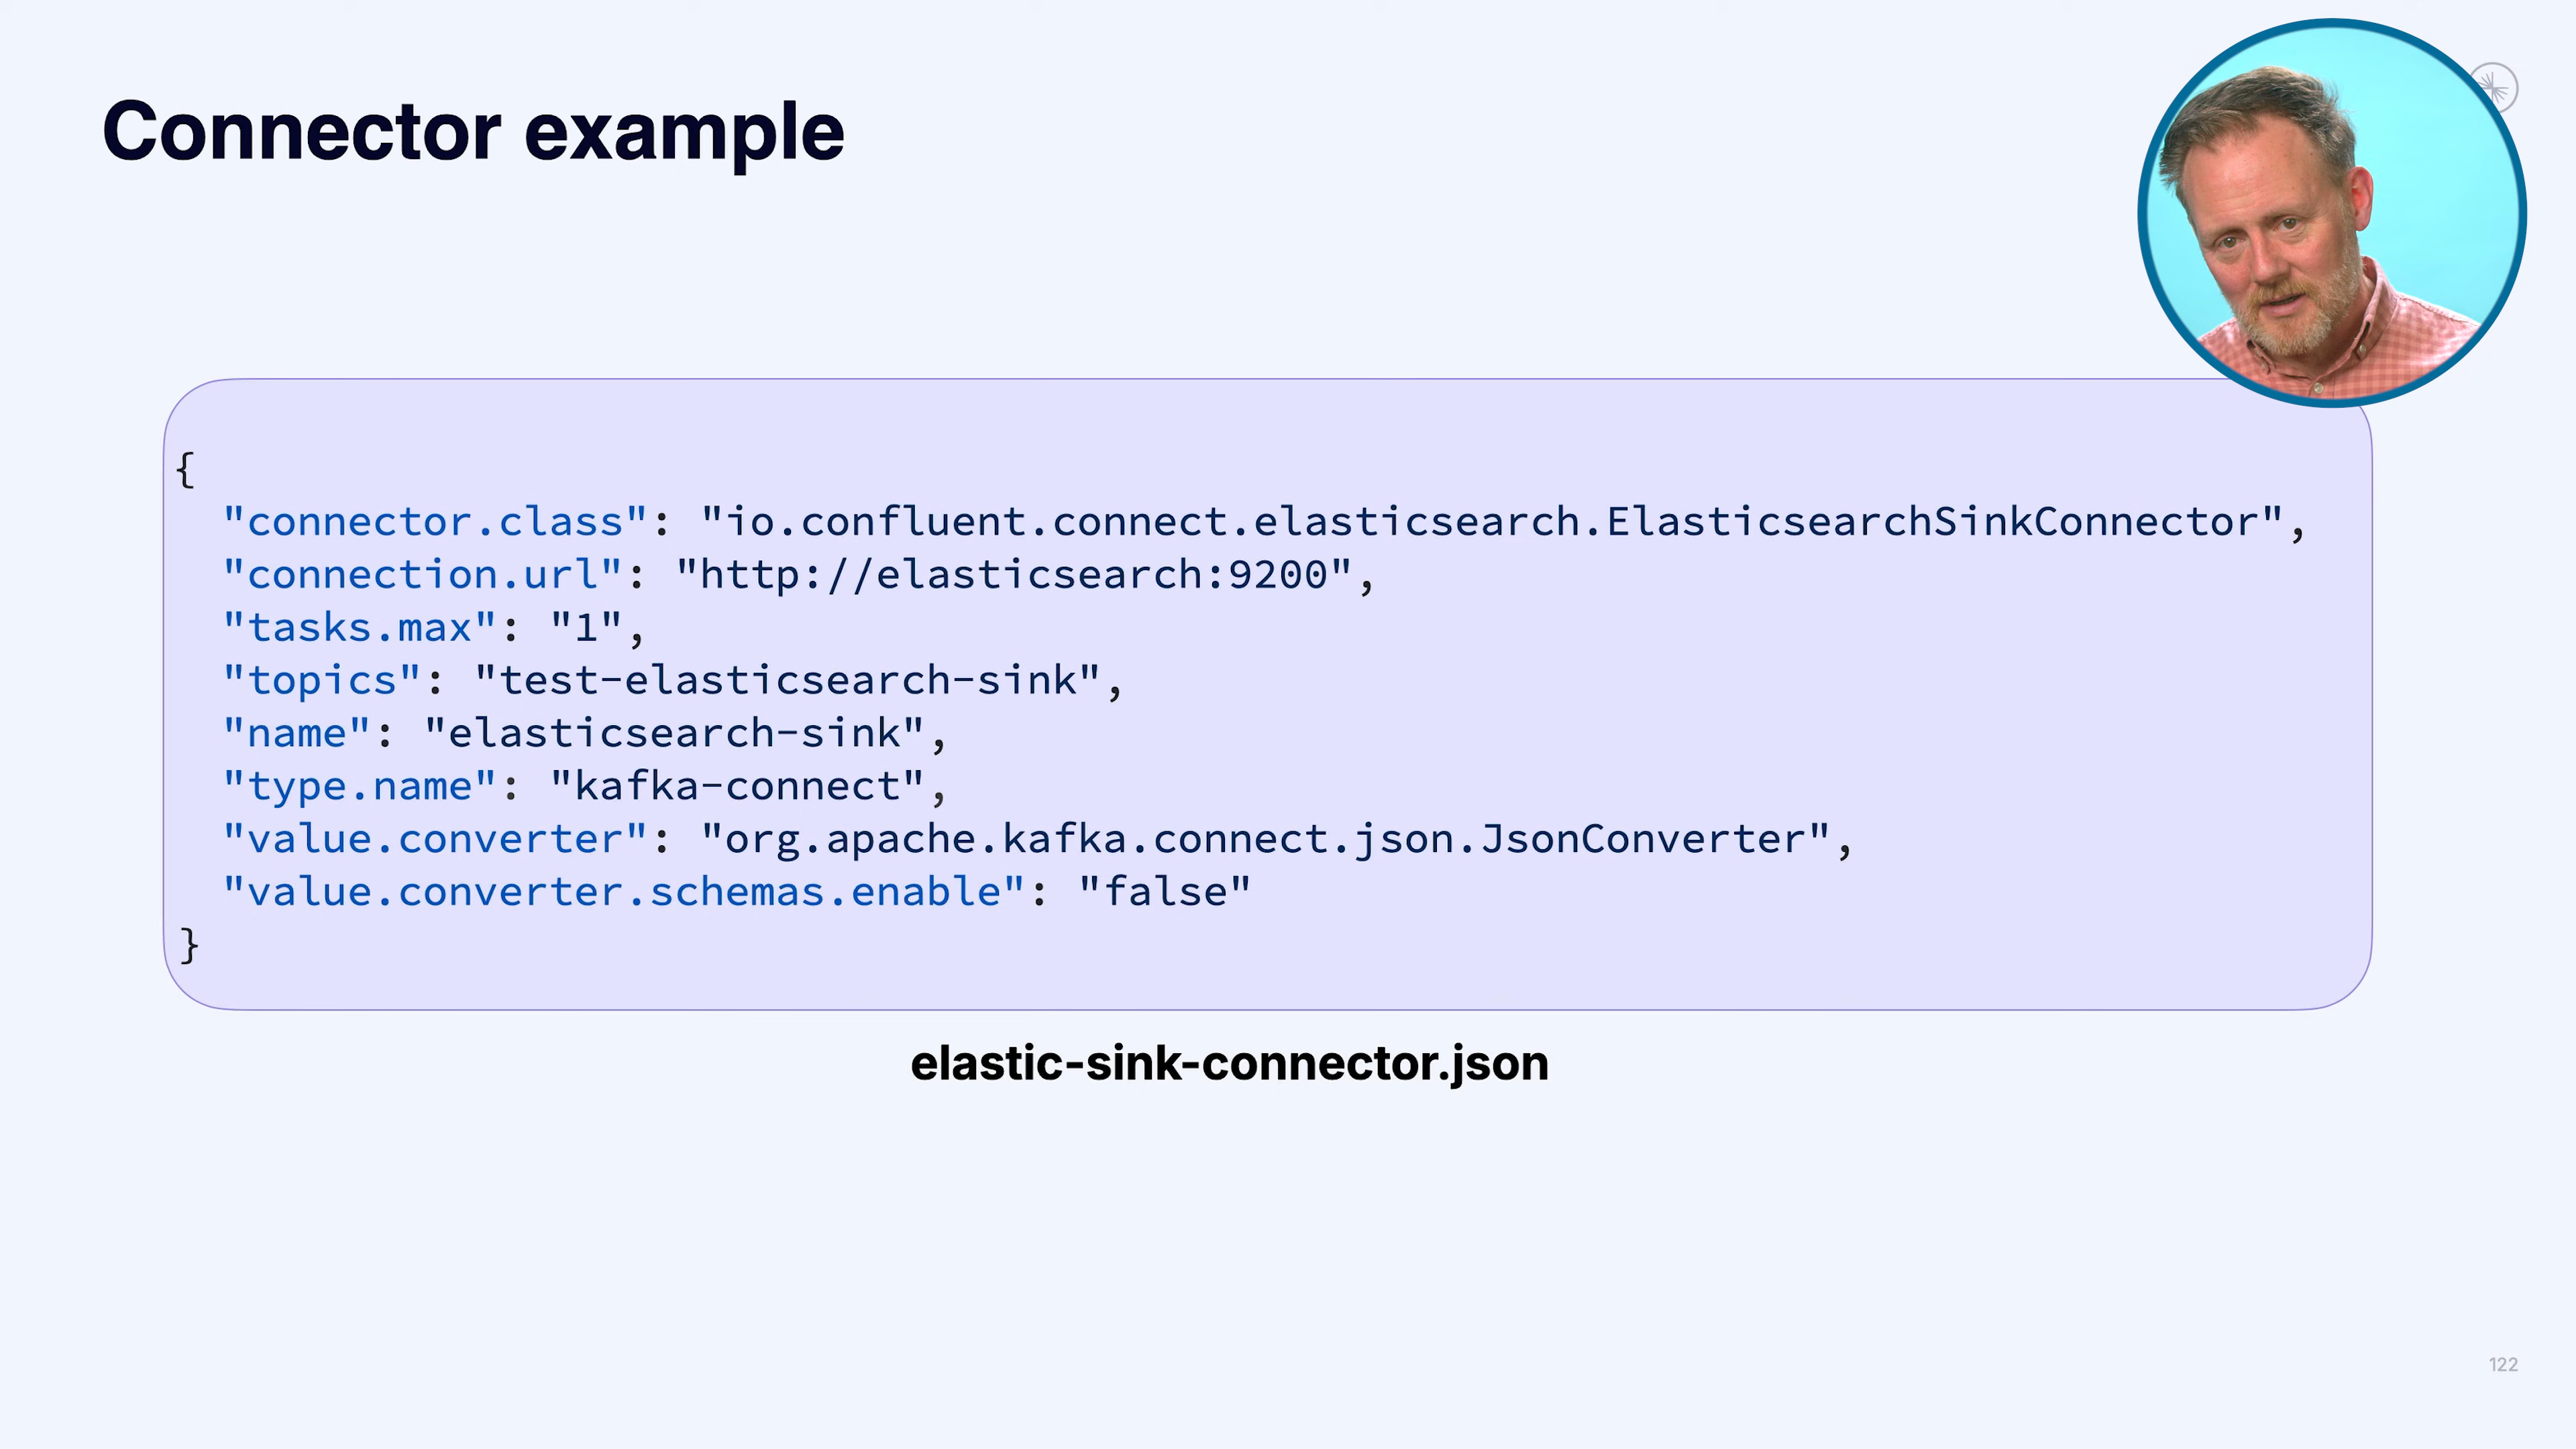 Connector example
{
"connector.class": "io.confluent.connect.elasticsearch.ElasticsearchSinkConnector",
"connection.url": "http://elasticsearch:9200",
"tasks.max": "1",
"topics": "test-elasticsearch-sink",
"name": "elasticsearch-sink",
"type.name": "kafka-connect",
"value.converter": "org.apache.kafka.connect.json.JsonConverter",
"value.converter.schemas.enable": "false"
}
elastic-sink-connector.json
122